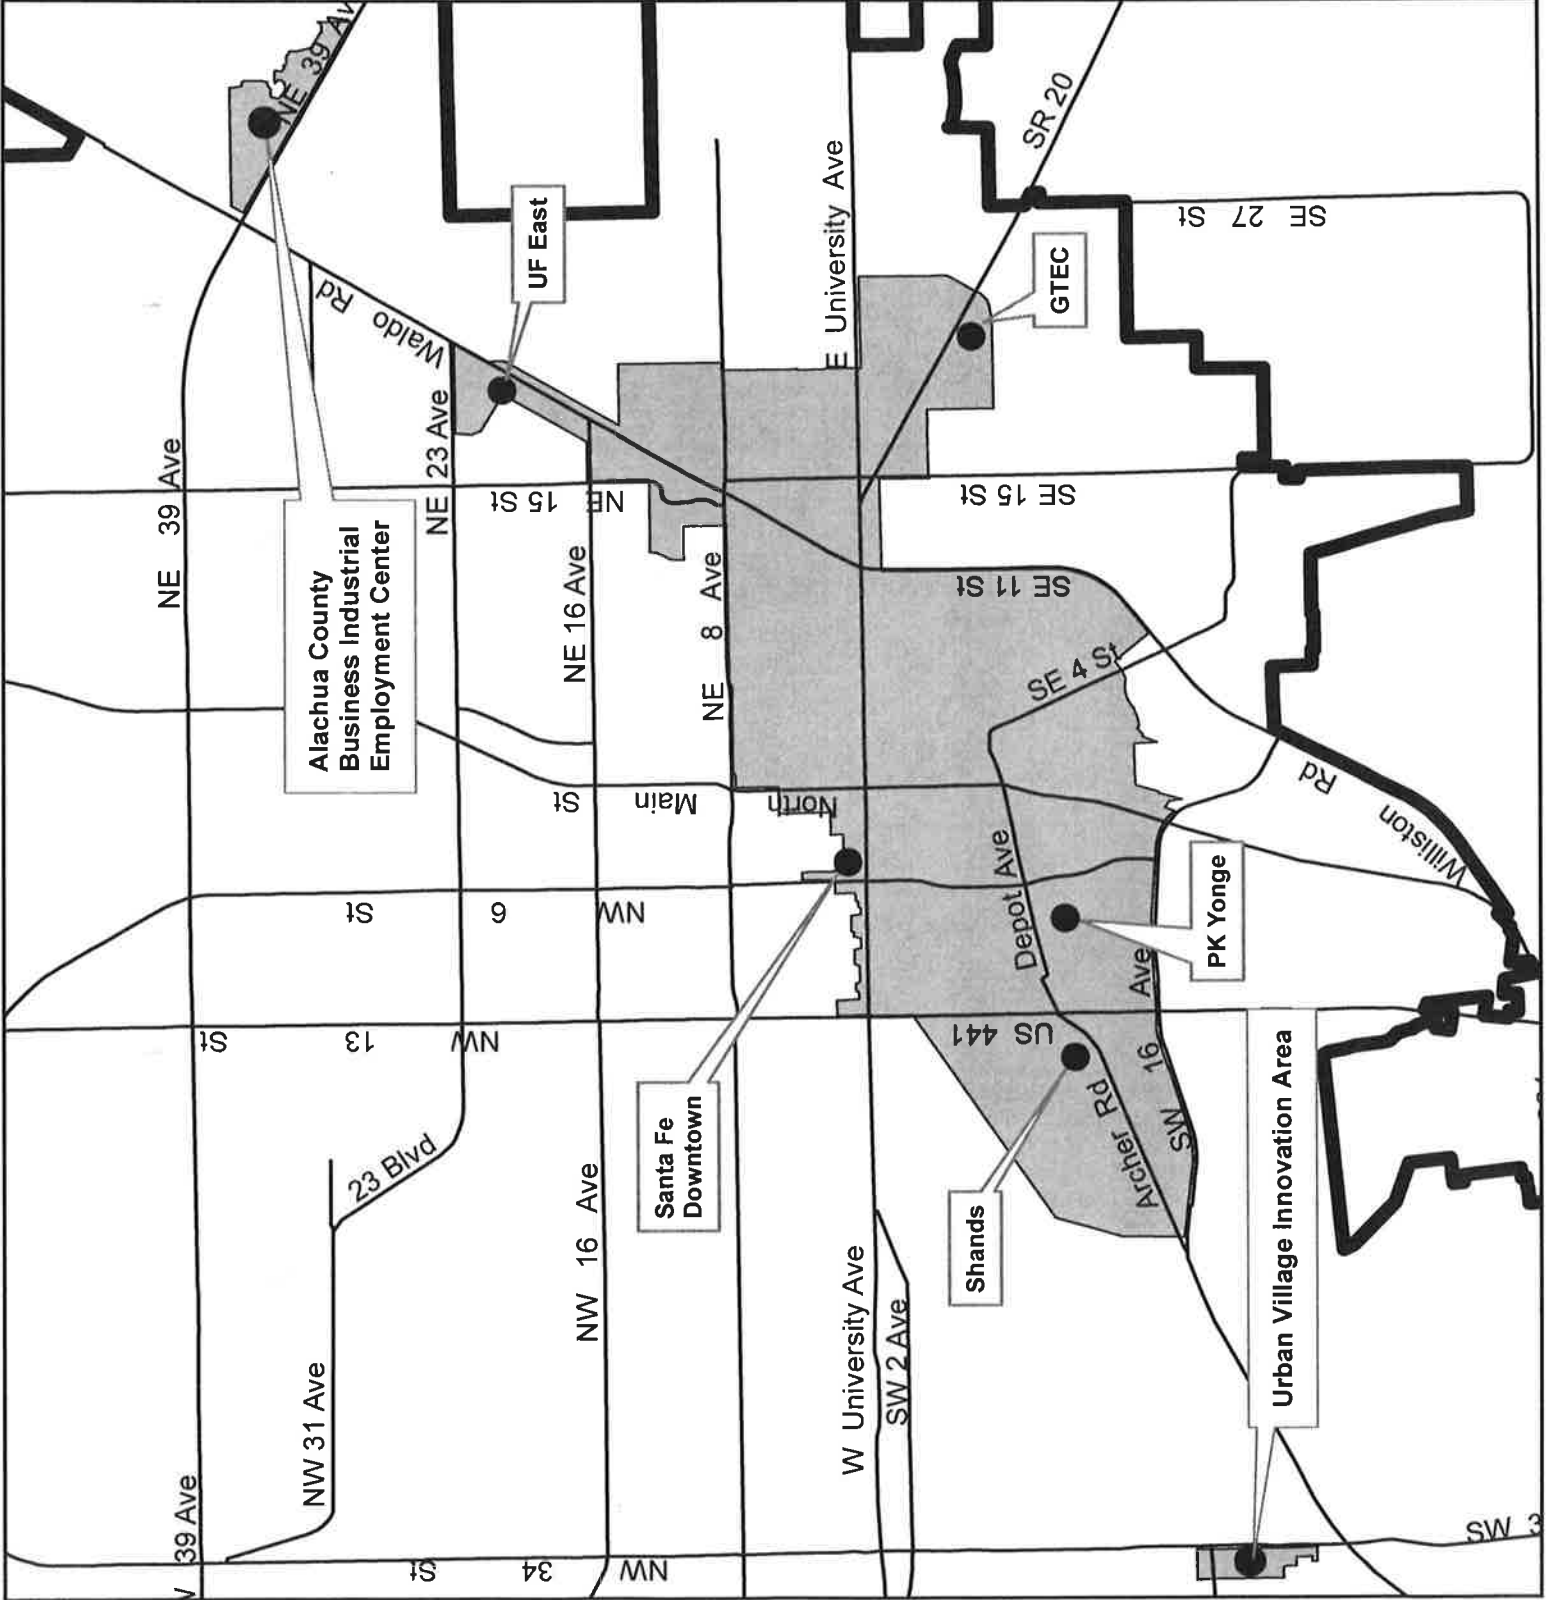 NE 39 Av
NE 39 Ave
39 Ave
Alachua County
Business Industrial
Employment Center
Waldo Rd
UF East
NE 23 Ave
NE 15 St
NE 16 Ave
NE 8 Ave
E University Ave
SR 20
GTEC
SE 27 St
SE 15 St
SE 11 St
SE 4 St
North Main St
NW 6 St
NW 13 St
23 Blvd
NW 31 Ave
NW 16 Ave
NW 34 St
Santa Fe
Downtown
W University Ave
SW 2 Ave
Shands
US 441
Depot Ave
Archer Rd
SW 16 Ave
PK Yonge
Williston Rd
Urban Village Innovation Area
SW 3